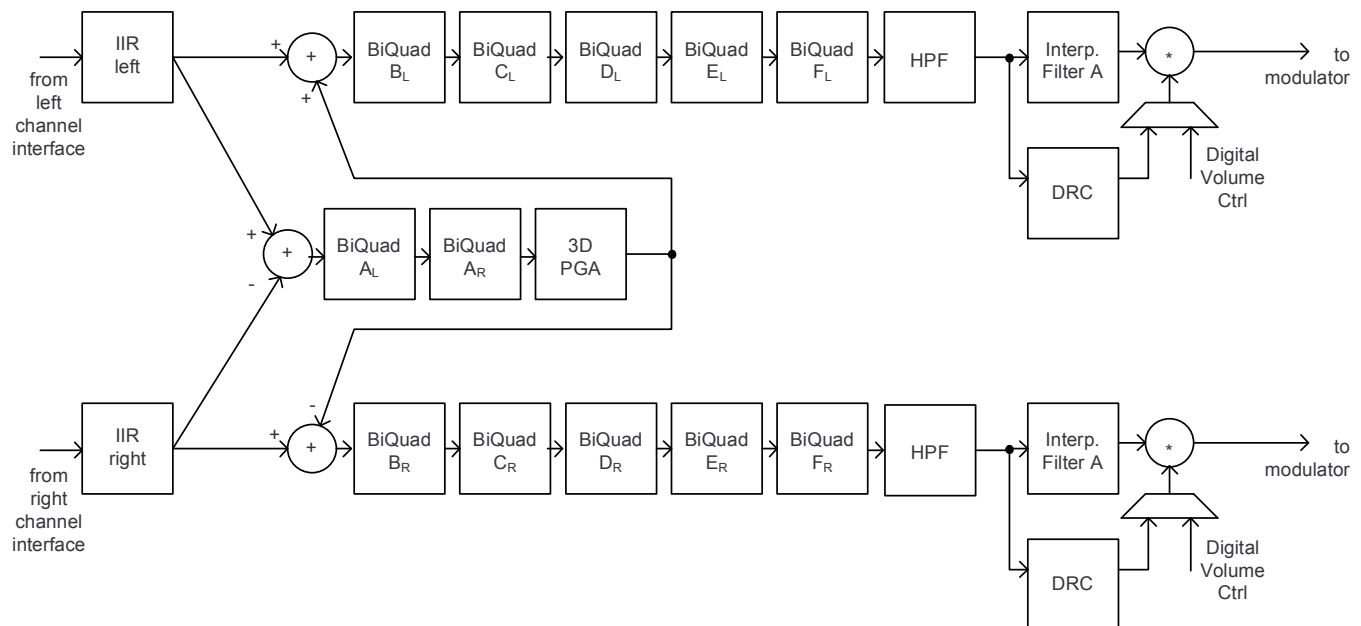 IIR
left
from
left
channel
interface
+
+
+
BiQuad
BL
BiQuad
CL
BiQuad
DL
BiQuad
EL
BiQuad
FL
HPF
Interp.
Filter A
*
to
modulator
DRC
Digital
Volume
Ctrl
+
-
+
BiQuad
AL
BiQuad
AR
3D
PGA
IIR
right
from
right
channel
interface
+
-
+
BiQuad
BR
BiQuad
CR
BiQuad
DR
BiQuad
ER
BiQuad
FR
HPF
Interp.
Filter A
*
to
modulator
DRC
Digital
Volume
Ctrl